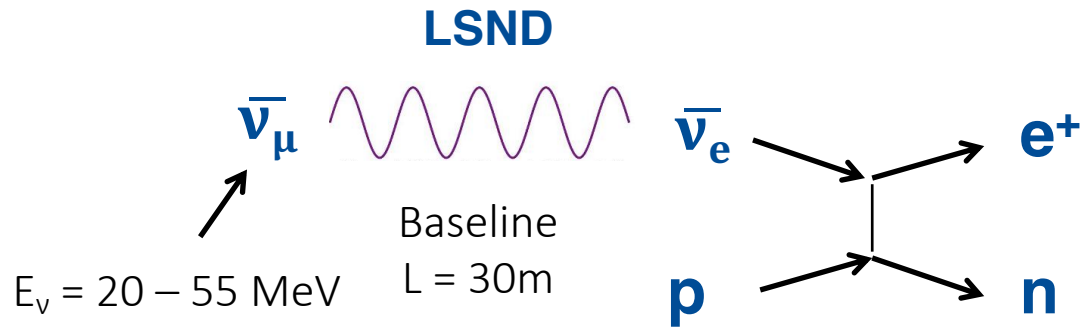 LSND
ν̅μ
ν̅e
e⁺
Baseline
L = 30m
Eν = 20 – 55 MeV
p
n